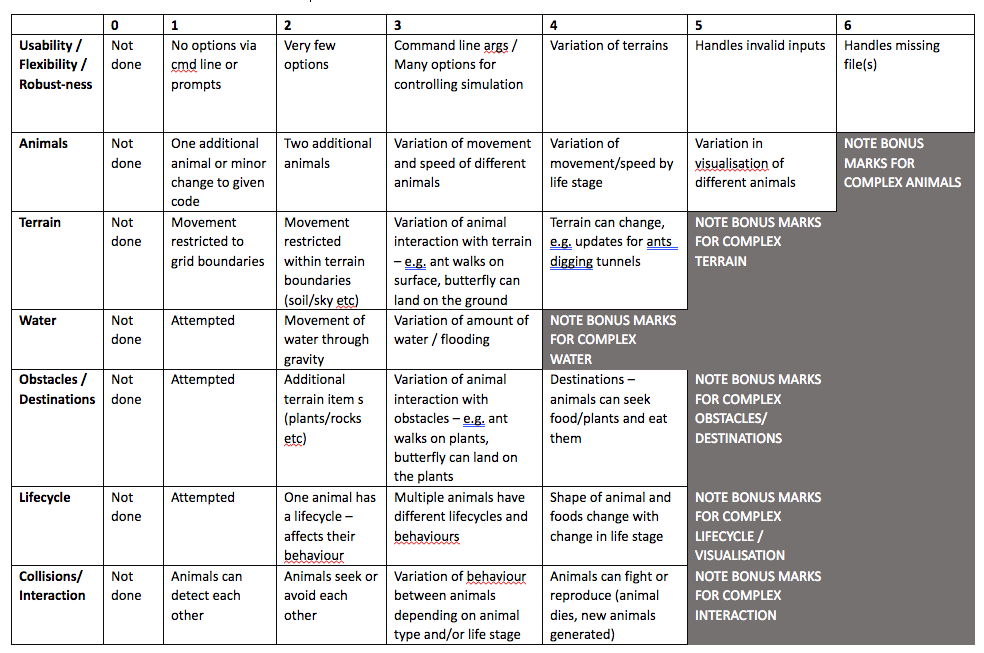 0 1 2 3 4 5 6
Usability /
Flexibility /
Robust-ness
Not
done
No options via
cmd line or
prompts
Very few
options
Command line args /
Many options for
controlling simulation
Variation of terrains
Handles invalid inputs
Handles missing
file(s)
Animals
Not
done
One additional
animal or minor
change to given
code
Two additional
animals
Variation of movement
and speed of different
animals
Variation of
movement/speed by
life stage
Variation in
visualisation of
different animals
NOTE BONUS
MARKS FOR
COMPLEX ANIMALS
Terrain
Not
done
Movement
restricted to
grid boundaries
Movement
restricted
within terrain
boundaries
(soil/sky etc)
Variation of animal
interaction with terrain
– e.g. ant walks on
surface, butterfly can
land on the ground
Terrain can change,
e.g. updates for ants
digging tunnels
NOTE BONUS MARKS
FOR COMPLEX
TERRAIN
Water
Not
done
Attempted
Movement of
water through
gravity
Variation of amount of
water / flooding
NOTE BONUS MARKS
FOR COMPLEX
WATER
Obstacles /
Destinations
Not
done
Attempted
Additional
terrain item s
(plants/rocks
etc)
Variation of animal
interaction with
obstacles – e.g. ant
walks on plants,
butterfly can land on
the plants
Destinations –
animals can seek
food/plants and eat
them
NOTE BONUS MARKS
FOR COMPLEX
OBSTACLES/
DESTINATIONS
Lifecycle
Not
done
Attempted
One animal has
a lifecycle –
affects their
behaviour
Multiple animals have
different lifecycles and
behaviours
Shape of animal and
foods change with
change in life stage
NOTE BONUS MARKS
FOR COMPLEX
LIFECYCLE /
VISUALISATION
Collisions/
Interaction
Not
done
Animals can
detect each
other
Animals seek or
avoid each
other
Variation of behaviour
between animals
depending on animal
type and/or life stage
Animals can fight or
reproduce (animal
dies, new animals
generated)
NOTE BONUS MARKS
FOR COMPLEX
INTERACTION